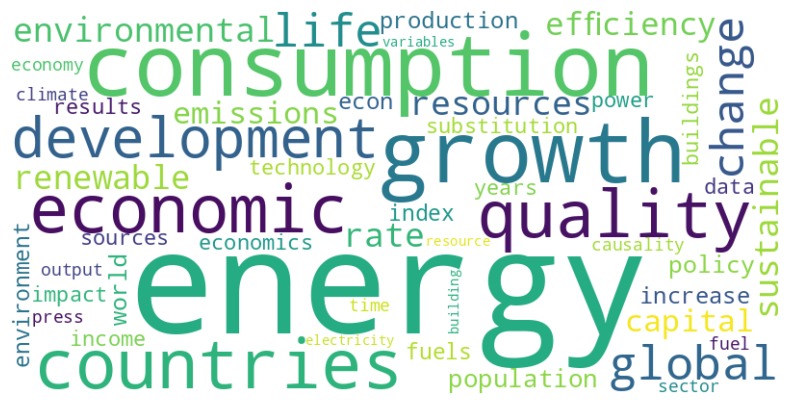 environmental
life
production
variables
efficiency
change
economy
consumption
climate
results
emissions
econ
resources
power
buildings
sustainable
development
growth
substitution
renewable
technology
years
data
economic
index
quality
sources
economics
rate
resource
causality
environment
output
world
energy
policy
impact
time
building
increase
press
capital
income
electricity
fuel
countries
fuels
global
population
sector